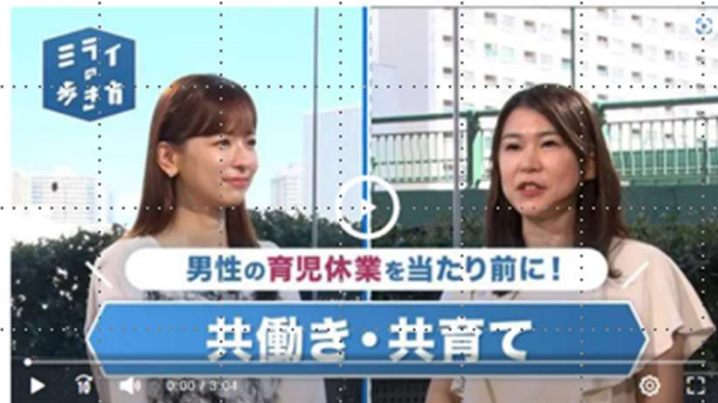 ミライ
の
歩き方
男性の育児休業を当たり前に！
共働き・共育て
10
0:00 / 3:04